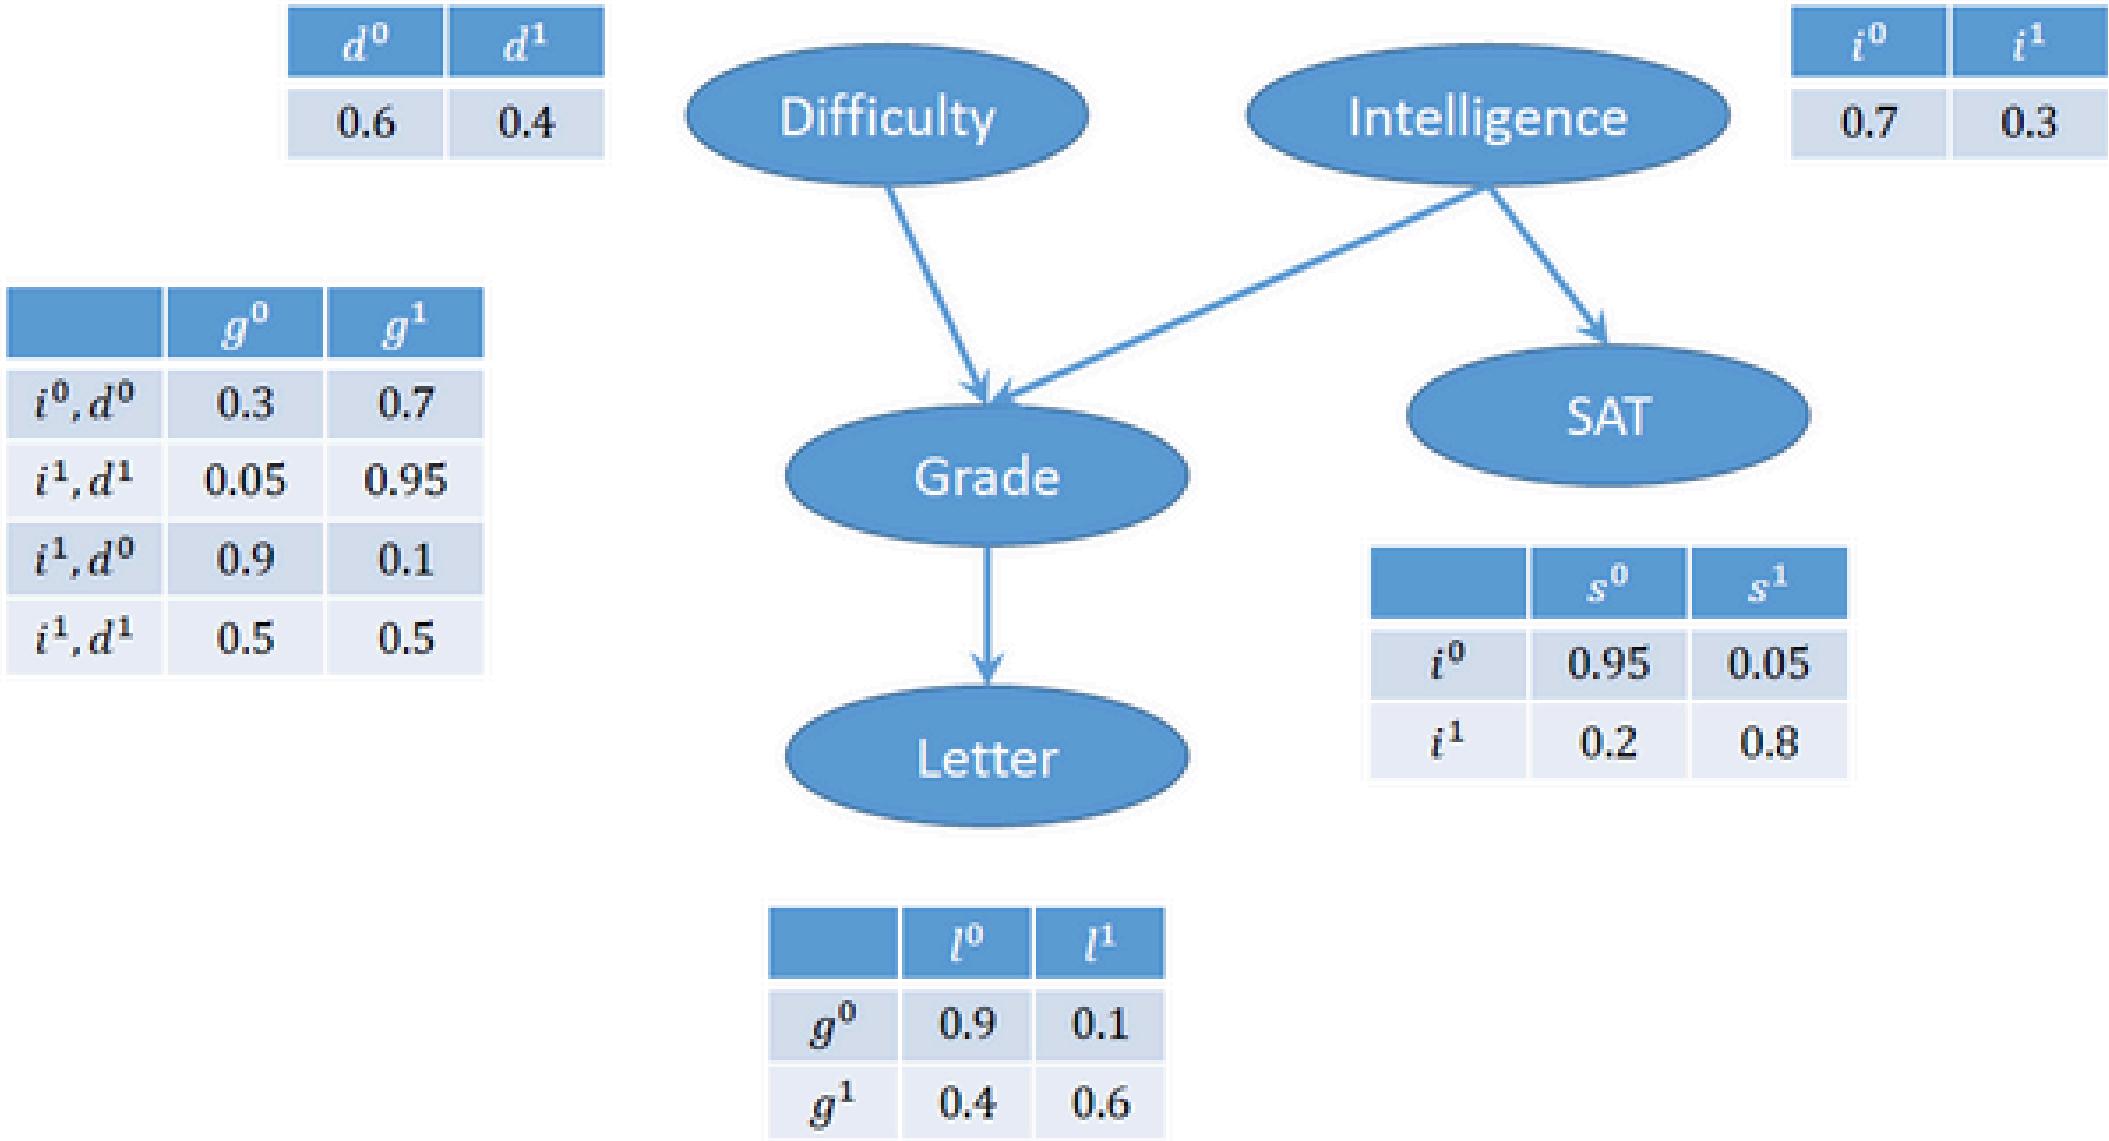 d⁰ d¹
0.6 0.4
Difficulty
Intelligence
i⁰ i¹
0.7 0.3
g⁰ g¹
i⁰, d⁰ 0.3 0.7
i¹, d¹ 0.05 0.95
i¹, d⁰ 0.9 0.1
i¹, d¹ 0.5 0.5
Grade
SAT
s⁰ s¹
i⁰ 0.95 0.05
i¹ 0.2 0.8
Letter
l⁰ l¹
g⁰ 0.9 0.1
g¹ 0.4 0.6